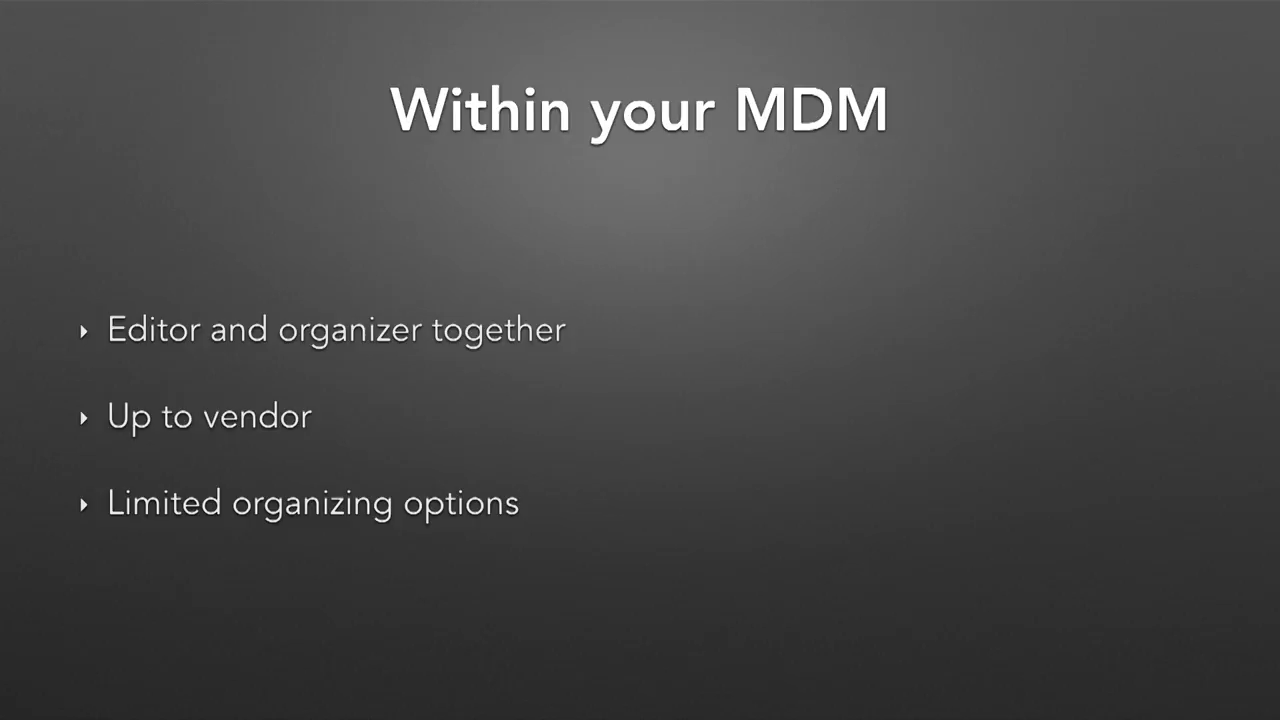 Within your MDM
Editor and organizer together
Up to vendor
Limited organizing options